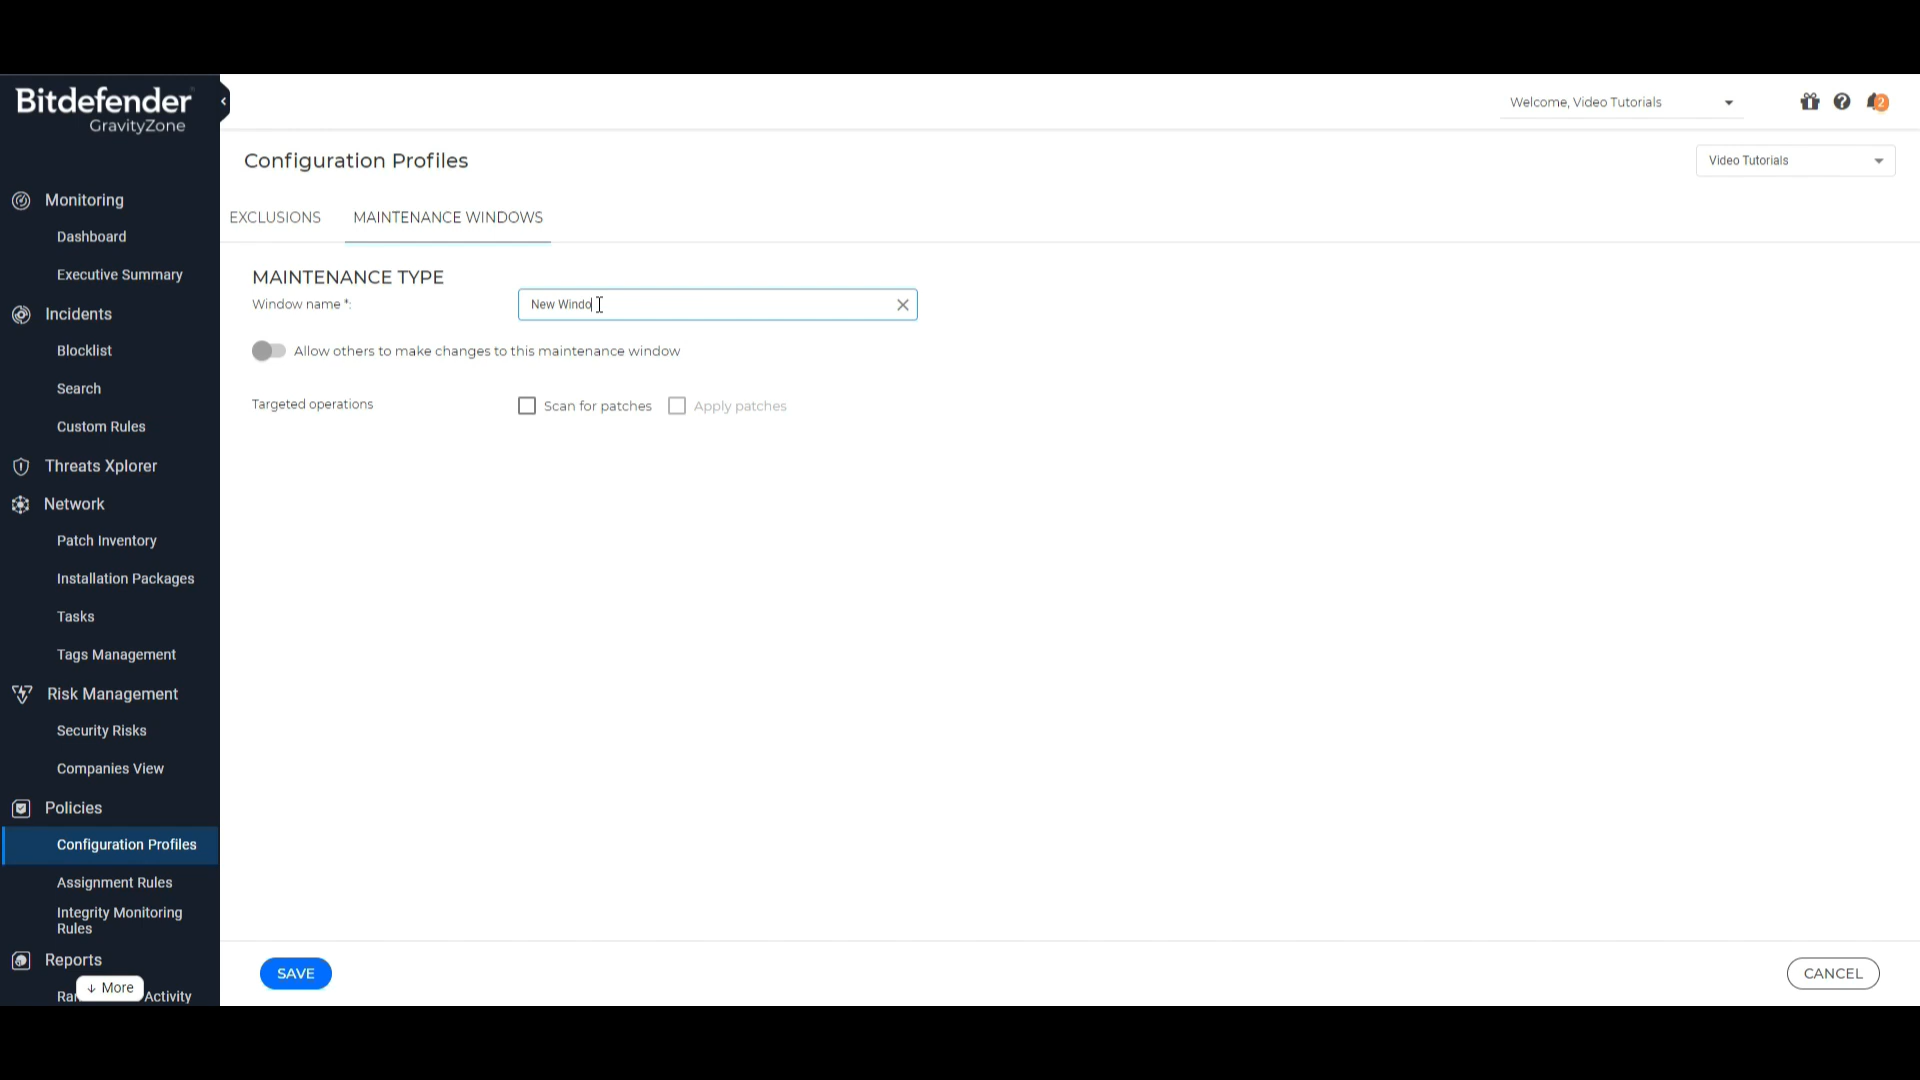 Bitdefender
GravityZone
Welcome, Video Tutorials
2
Configuration Profiles
Video Tutorials
EXCLUSIONS
MAINTENANCE WINDOWS
MAINTENANCE TYPE
Window name *:
New Windo
Allow others to make changes to this maintenance window
Targeted operations
Scan for patches
Apply patches
Monitoring
Dashboard
Executive Summary
Incidents
Blocklist
Search
Custom Rules
Threats Xplorer
Network
Patch Inventory
Installation Packages
Tasks
Tags Management
Risk Management
Security Risks
Companies View
Policies
Configuration Profiles
Assignment Rules
Integrity Monitoring
Rules
Reports
More
Activity
SAVE
CANCEL